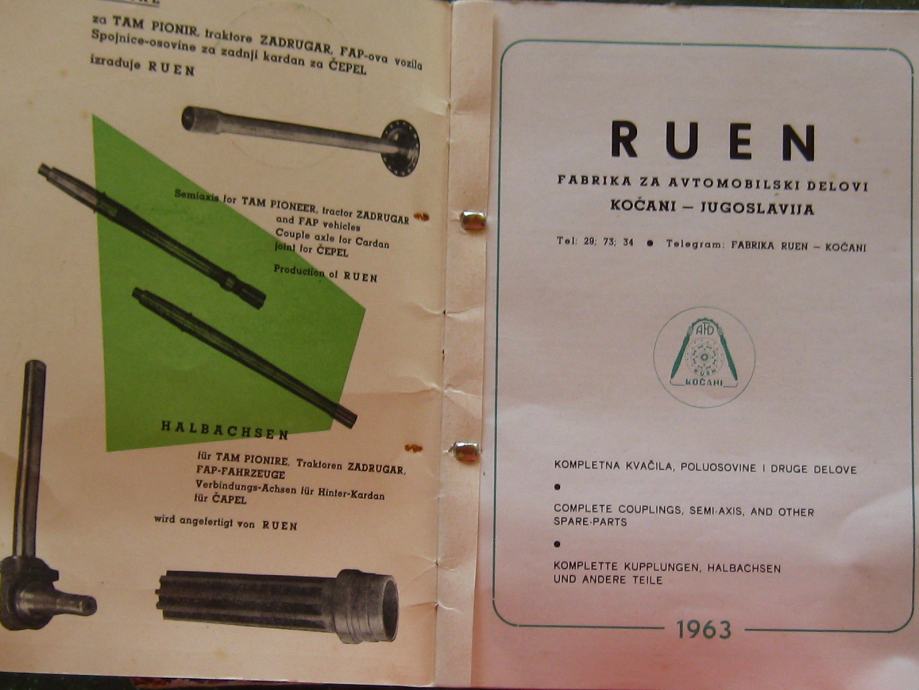 za TAM PIONIR, traktore ZADRUGAR, FAP-ova vozila
Spojnice-osovine za zadnji kardan za ČEPEL
izraduje RUEN
Semiaxis for TAM PIONEER, tractor ZADRUGAR
and FAP vehicles
Couple axle for Cardan
joint for ČEPEL
Production of RUEN
HALBACHSEN
für TAM PIONIRE, Traktoren ZADRUGAR,
FAP-FAHRZEUGE
Verbindungs-Achsen für Hinter-Kardan
für ČAPEL
wird angefertigt von RUEN
RUEN
FABRIKA ZA AVTOMOBILSKI DELOVI
KOČANI — JUGOSLAVIJA
Tel: 29; 73; 34 ● Telegram: FABRIKA RUEN — KOČANI
AFD
RUEN
KOČANI
KOMPLETNA KVAČILA, POLUOSOVINE I DRUGE DELOVE
●
COMPLETE COUPLINGS, SEMI-AXIS, AND OTHER
SPARE-PARTS
●
KOMPLETTE KUPPLUNGEN, HALBACHSEN
UND ANDERE TEILE
1963